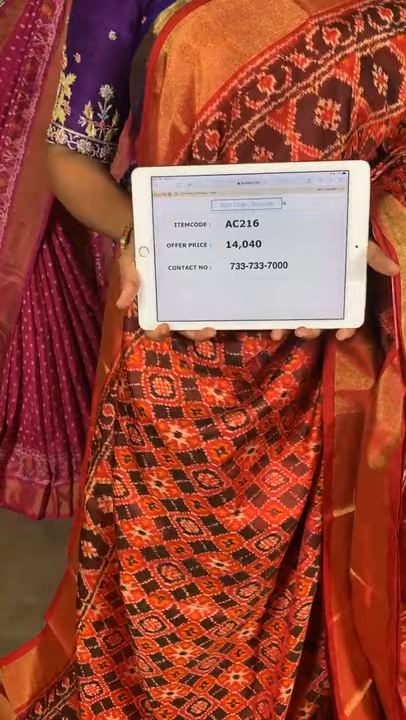 ITEMCODE : AC216
OFFER PRICE : 14,040
CONTACT NO : 733-733-7000